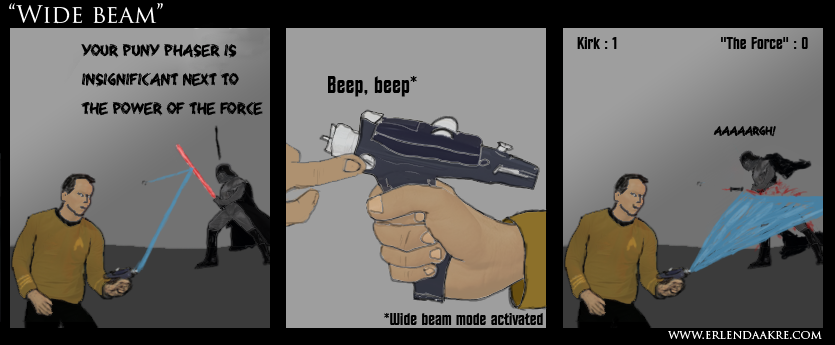 “WIDE BEAM”
YOUR PUNY PHASER IS
INSIGNIFICANT NEXT TO
THE POWER OF THE FORCE
Beep, beep*
*Wide beam mode activated
Kirk : 1 "The Force" : 0
AAAAARGH!
WWW.ERLENDAAKRE.COM